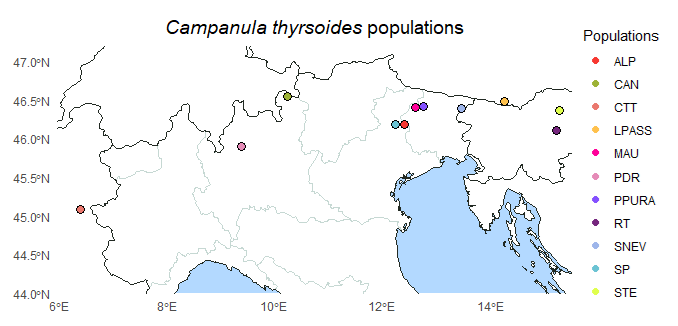 Campanula thyrsoides populations
Populations
ALP
CAN
CTT
LPASS
MAU
PDR
PPURA
RT
SNEV
SP
STE
47.0°N
46.5°N
46.0°N
45.5°N
45.0°N
44.5°N
44.0°N
6°E 8°E 10°E 12°E 14°E